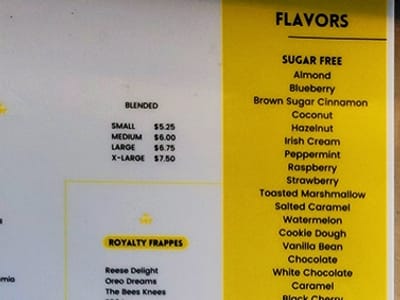 BLENDED
SMALL $5.25
MEDIUM $6.00
LARGE $6.75
X-LARGE $7.50
ROYALTY FRAPPES
Reese Delight
Oreo Dreams
The Bees Knees
FLAVORS
SUGAR FREE
Almond
Blueberry
Brown Sugar Cinnamon
Coconut
Hazelnut
Irish Cream
Peppermint
Raspberry
Strawberry
Toasted Marshmallow
Salted Caramel
Watermelon
Cookie Dough
Vanilla Bean
Chocolate
White Chocolate
Caramel
Black Cherry